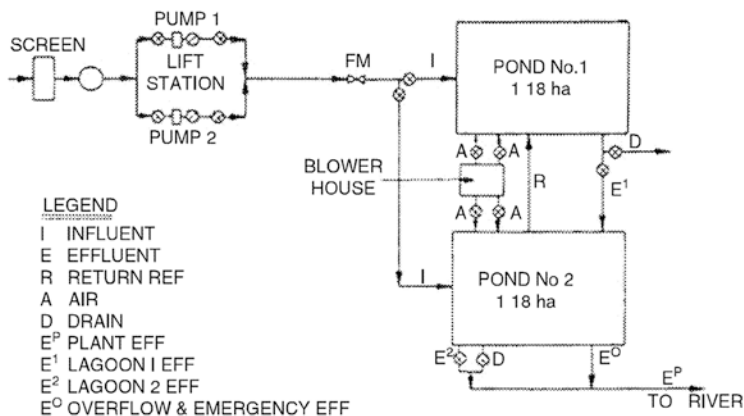 PUMP 1
SCREEN
LIFT
STATION
PUMP 2
FM
I
POND No.1
1 18 ha
A
A
D
BLOWER
HOUSE
R
E¹
A
A
I
POND No 2
1 18 ha
E²
D
Eᴼ
Eᴾ
TO RIVER
LEGEND
I INFLUENT
E EFFLUENT
R RETURN REF
A AIR
D DRAIN
Eᴾ PLANT EFF
E¹ LAGOON I EFF
E² LAGOON 2 EFF
Eᴼ OVERFLOW & EMERGENCY EFF